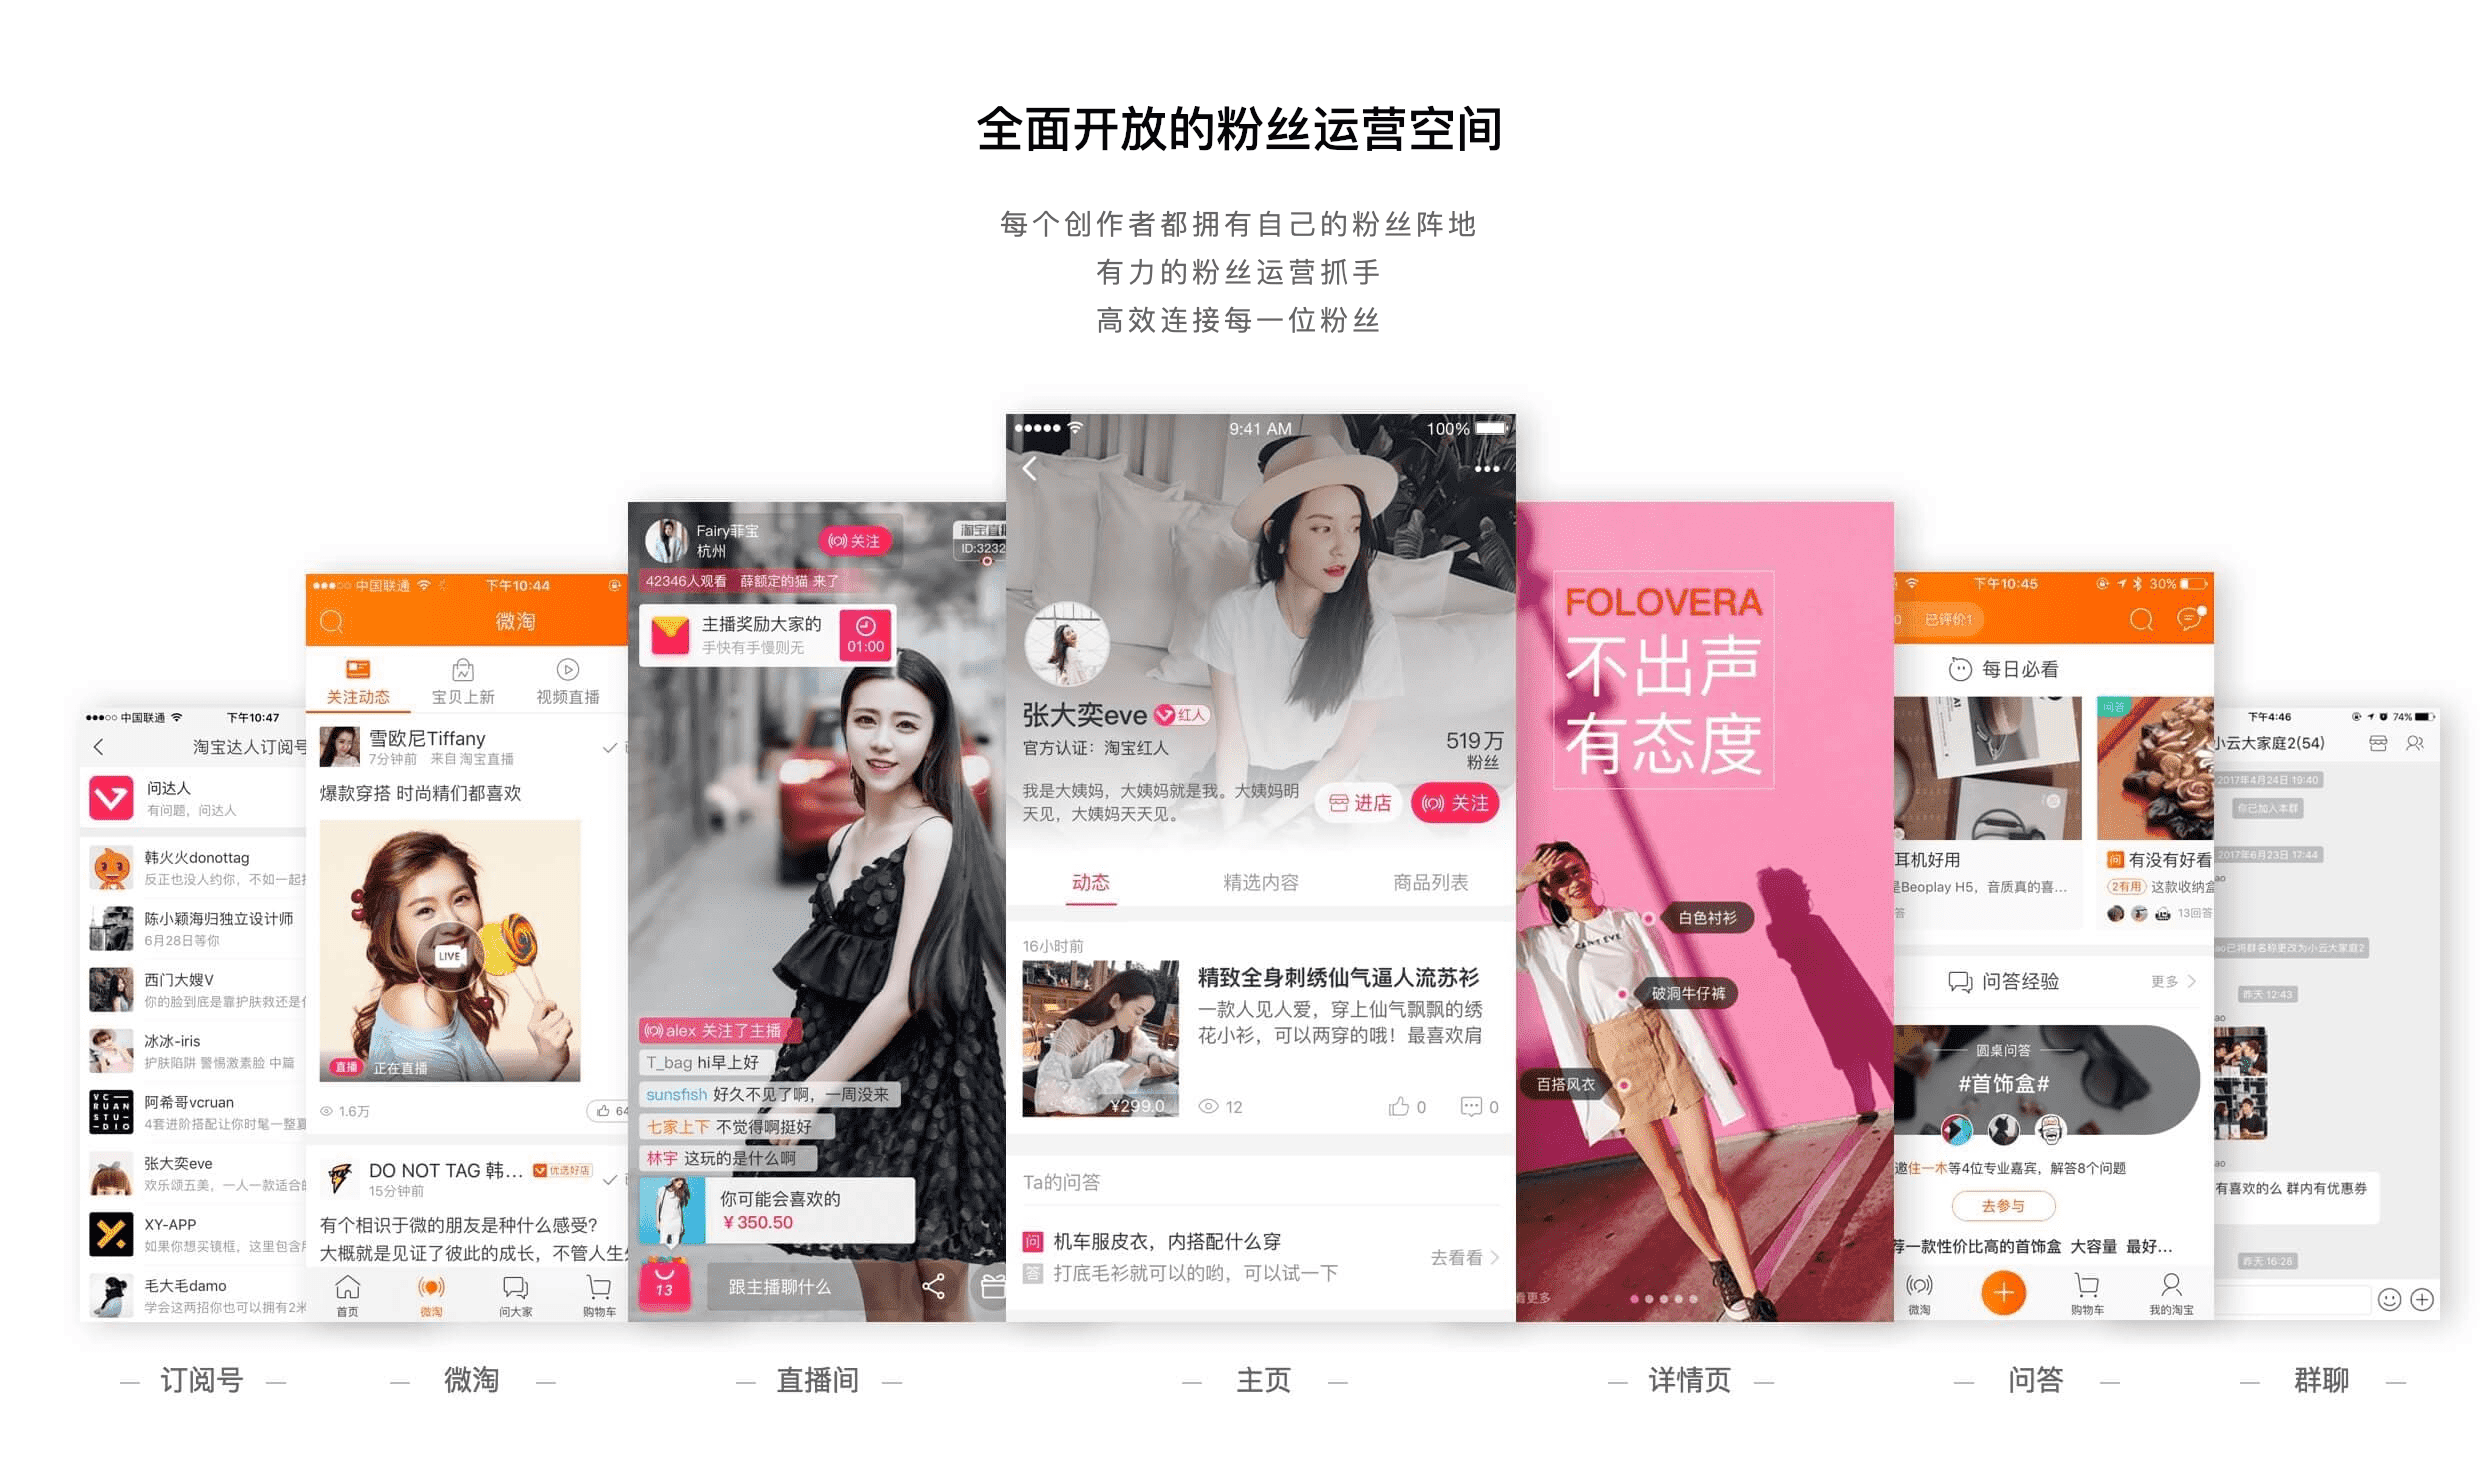 全面开放的粉丝运营空间
每个创作者都拥有自己的粉丝阵地
有力的粉丝运营抓手
高效连接每一位粉丝
中国联通
下午10:47
淘宝达人订阅号
问达人
有问题，问达人
韩火火donottag
反正也没人约你，不如一起
陈小颖海归独立设计师
6月28日等你
西门大嫂V
你的脸到底是靠护肤救还是
冰冰-iris
护肤陷阱 警惕激素脸 中篇
VC
RUAN
STU-
DIO
阿希哥vcruan
4套进阶搭配让你时髦一整夏
张大奕eve
欢乐颂五美，一人一款适合
XY-APP
如果你想买镜框，这里包含
毛大毛damo
学会这两招你也可以拥有2米
订阅号
中国联通
下午10:44
微淘
关注动态
宝贝上新
视频直播
雪欧尼Tiffany
7分钟前 来自淘宝直播
爆款穿搭 时尚精们都喜欢
LIVE
直播 正在直播
1.6万
64
DO NOT TAG 韩... 优选好店
15分钟前
有个相识于微的朋友是种什么感受?
大概就是见证了彼此的成长，不管人生
首页
微淘
问大家
购物车
微淘
Fairy菲宝
杭州
关注
淘宝直播
ID:3232
42346人观看 薛额定的猫 来了
主播奖励大家的
手快有手慢则无
01:00
alex 关注了主播
T_bag hi早上好
sunsfish 好久不见了啊，一周没来
七家上下 不觉得啊挺好
林宇 这玩的是什么啊
你可能会喜欢的
¥ 350.50
13
跟主播聊什么
直播间
9:41 AM
100%
张大奕eve 红人
官方认证：淘宝红人
519万
粉丝
我是大姨妈，大姨妈就是我。大姨妈明
天见，大姨妈天天见。
进店
关注
动态
精选内容
商品列表
16小时前
精致全身刺绣仙气逼人流苏衫
一款人见人爱，穿上仙气飘飘的绣
花小衫，可以两穿的哦！最喜欢肩
¥299.0
12
0
0
Ta的问答
问 机车服皮衣，内搭配什么穿
答 打底毛衫就可以的哟，可以试一下
去看看
主页
FOLOVERA
不出声
有态度
CAN'T EVE
白色衬衫
破洞牛仔裤
百搭风衣
看更多
详情页
下午10:45
30%
0
已评价1
每日必看
问答
耳机好用
是Beoplay H5，音质真的喜...
答
问 有没有好看
2有用 这款收纳盒
13回答
问答经验
更多
圆桌问答
#首饰盒#
邀住一木等4位专业嘉宾，解答8个问题
去参与
荐一款性价比高的首饰盒 大容量 最好...
微淘
购物车
我的淘宝
问答
下午4:46
74%
小云大家庭2(54)
2017年4月24日 19:40
你已加入本群
2017年6月23日 17:44
ao
ao已将群名称更改为小云大家庭2
昨天 12:43
ao
ao
有喜欢的么 群内有优惠券
昨天 16:28
群聊